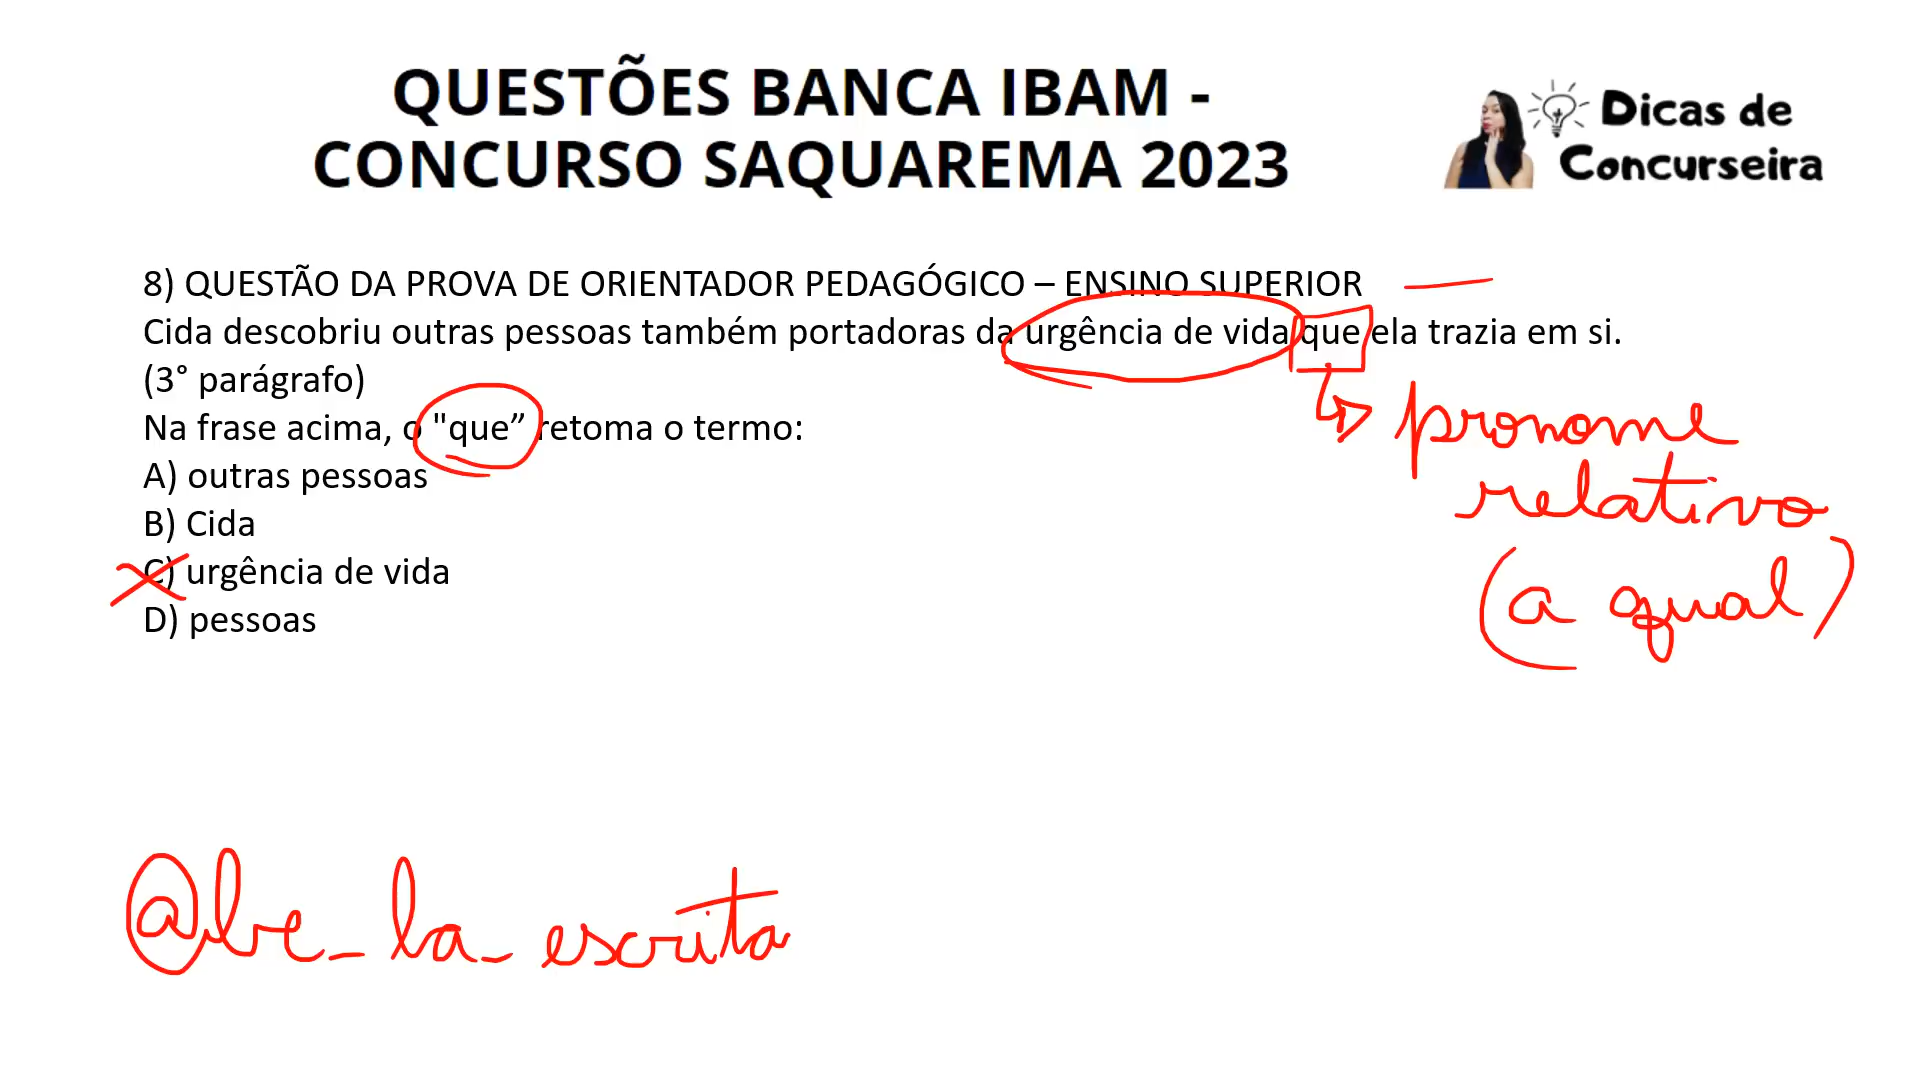 QUESTÕES BANCA IBAM -
CONCURSO SAQUAREMA 2023
Dicas de
Concurseira
8) QUESTÃO DA PROVA DE ORIENTADOR PEDAGÓGICO – ENSINO SUPERIOR
Cida descobriu outras pessoas também portadoras da urgência de vida que ela trazia em si.
(3° parágrafo)
Na frase acima, o "que” retoma o termo:
A) outras pessoas
B) Cida
C) urgência de vida
D) pessoas
pronome
relativo
(a qual)
@be_la_escrita